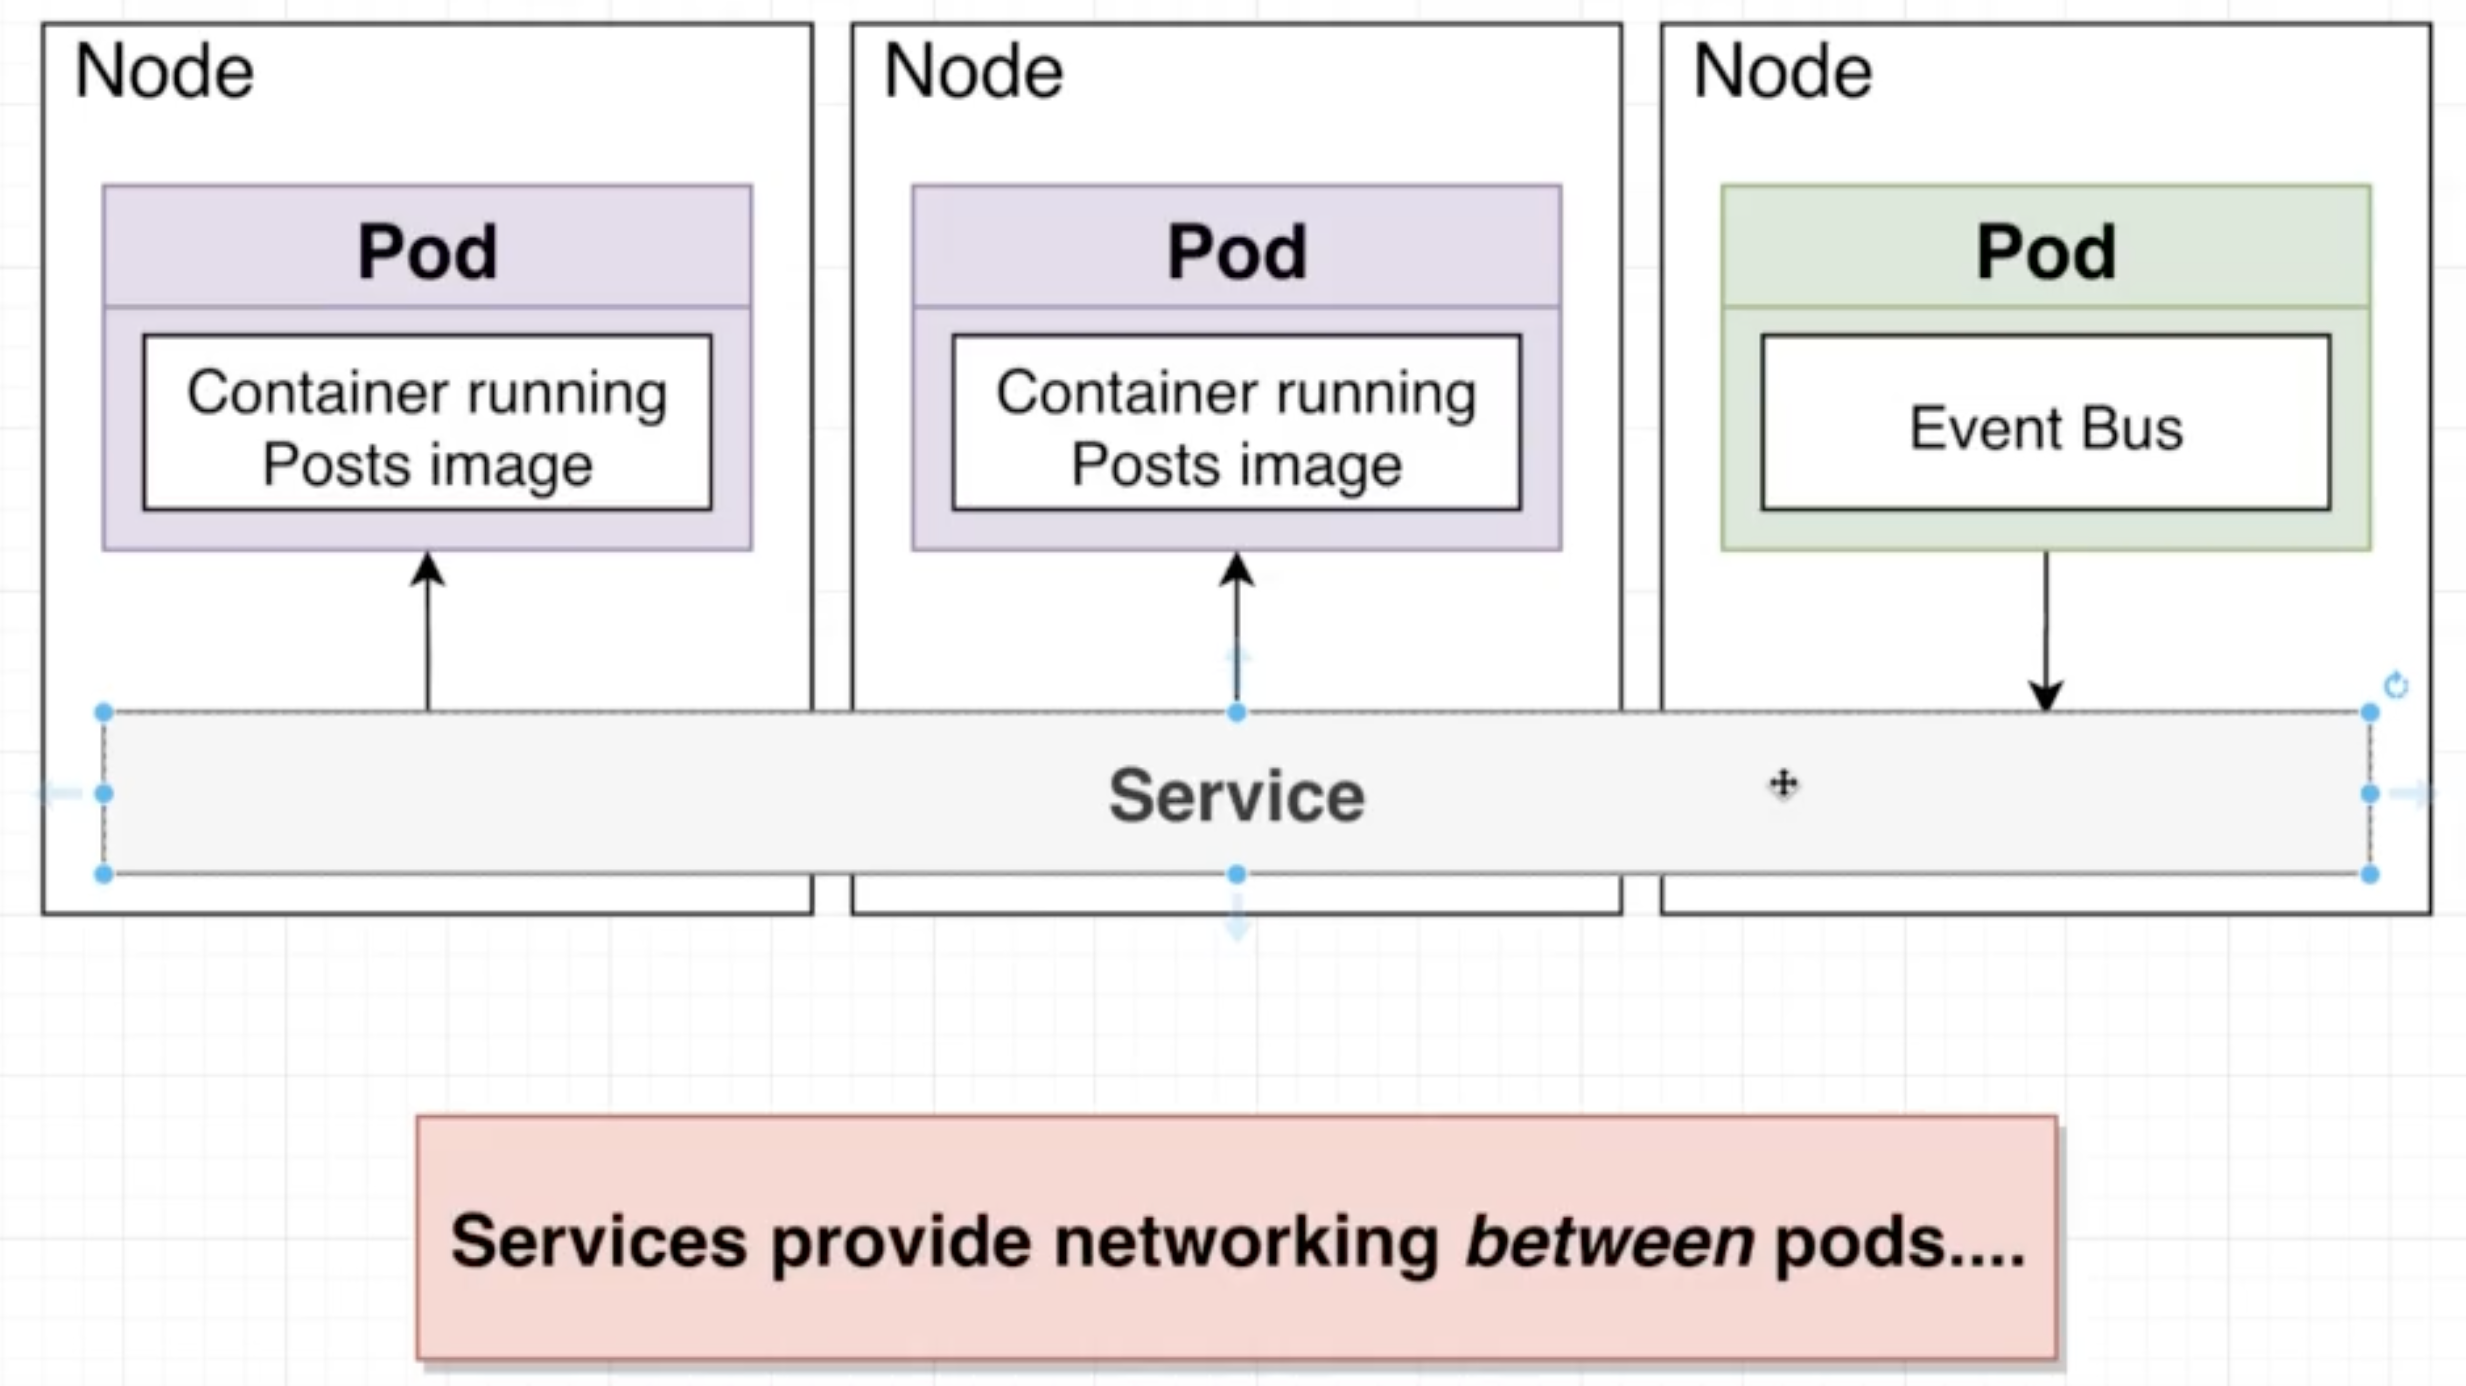 Node
Node
Node
Pod
Pod
Pod
Container running
Posts image
Container running
Posts image
Event Bus
Service
Services provide networking between pods....